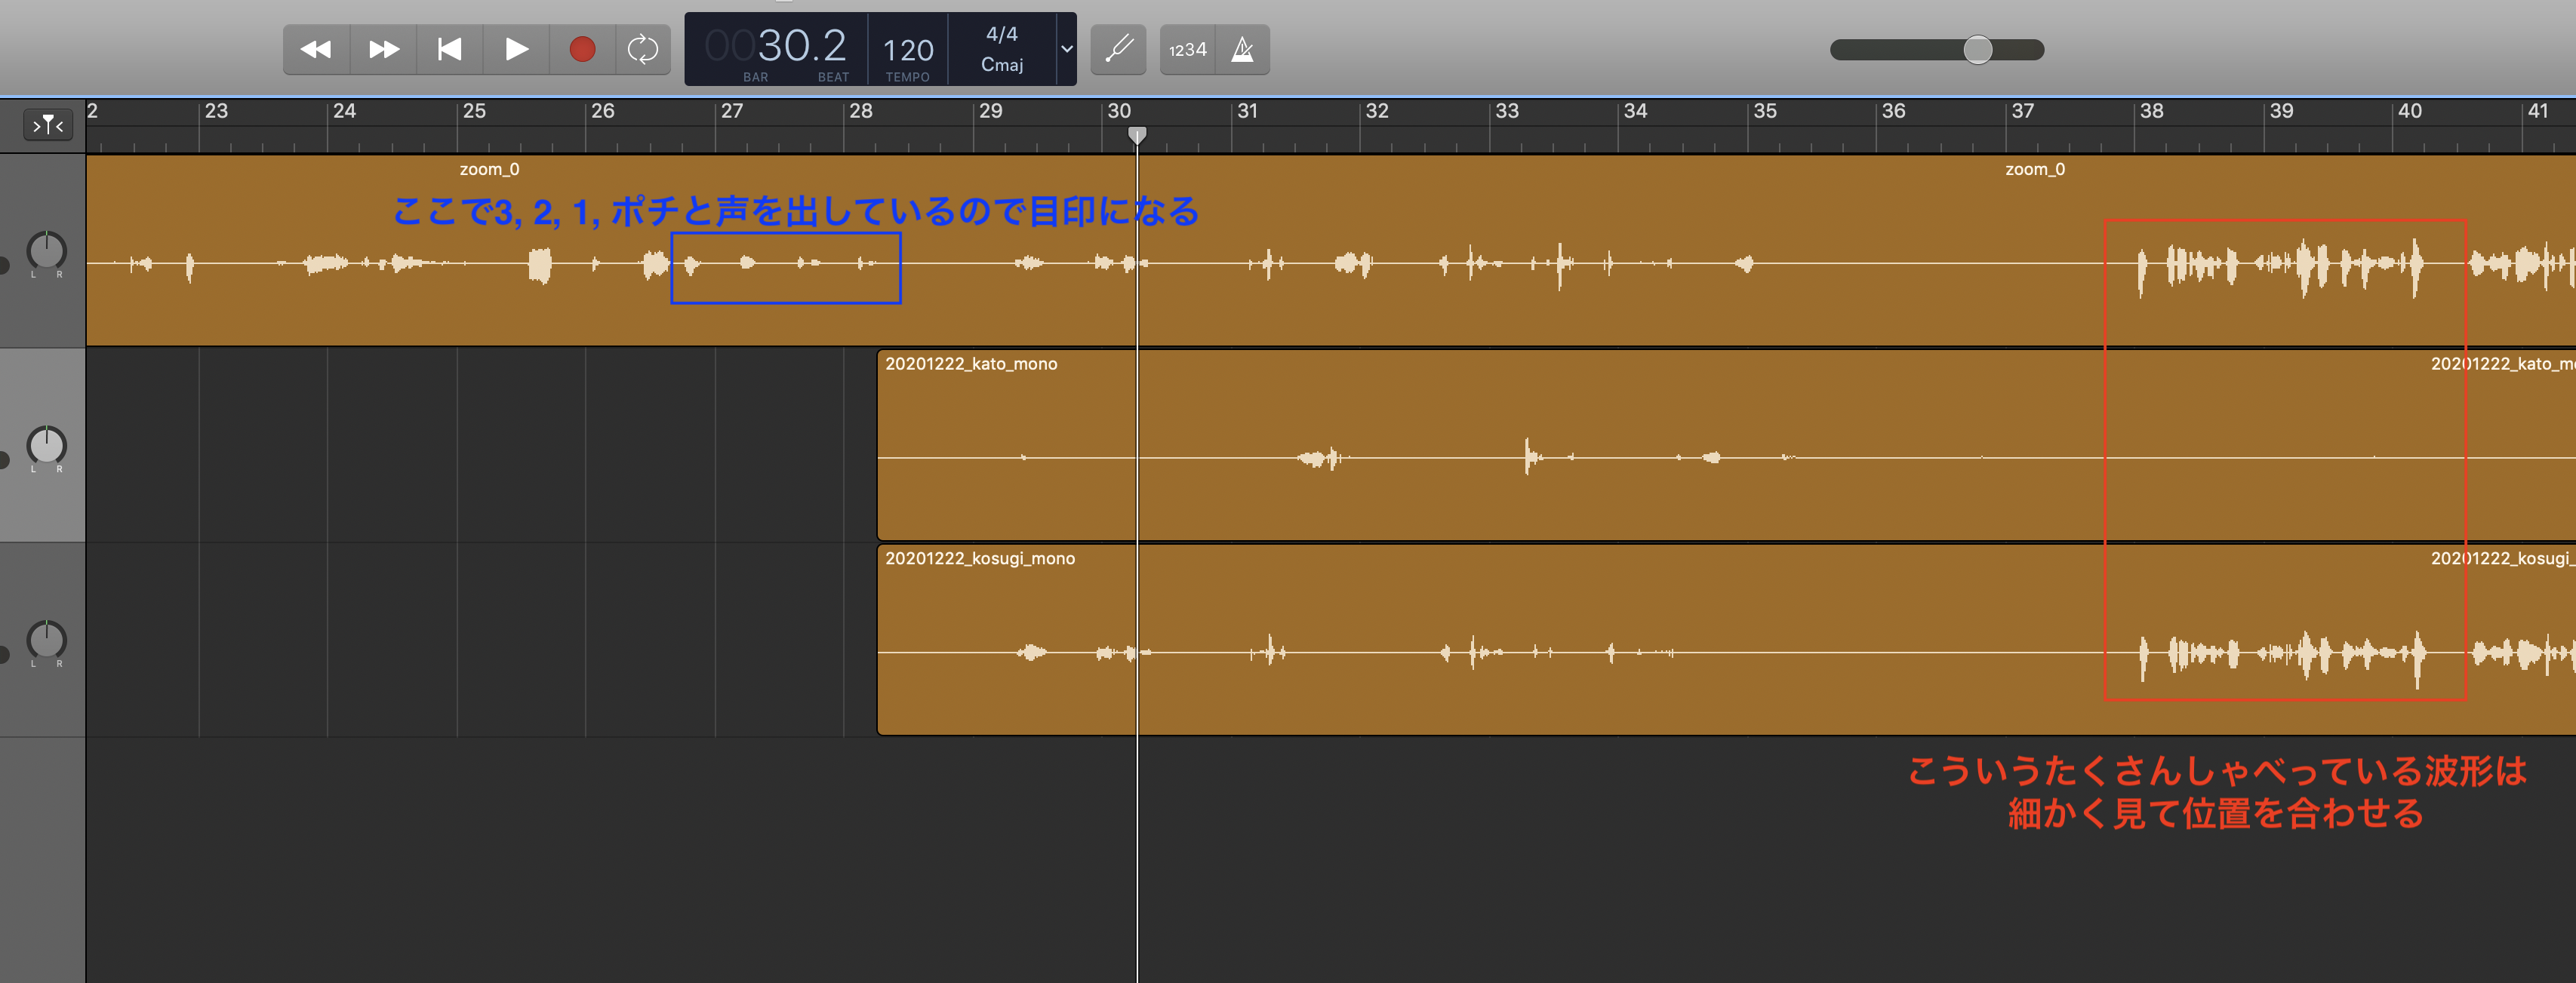 0030.2
BAR BEAT
120
TEMPO
4/4
Cmaj
1234
2 23 24 25 26 27 28 29 30 31 32 33 34 35 36 37 38 39 40 41
zoom_0 zoom_0
ここで3, 2, 1, ポチと声を出しているので目印になる
L R
20201222_kato_mono 20201222_kato_m
L R
20201222_kosugi_mono 20201222_kosugi_
L R
こういうたくさんしゃべっている波形は
細かく見て位置を合わせる